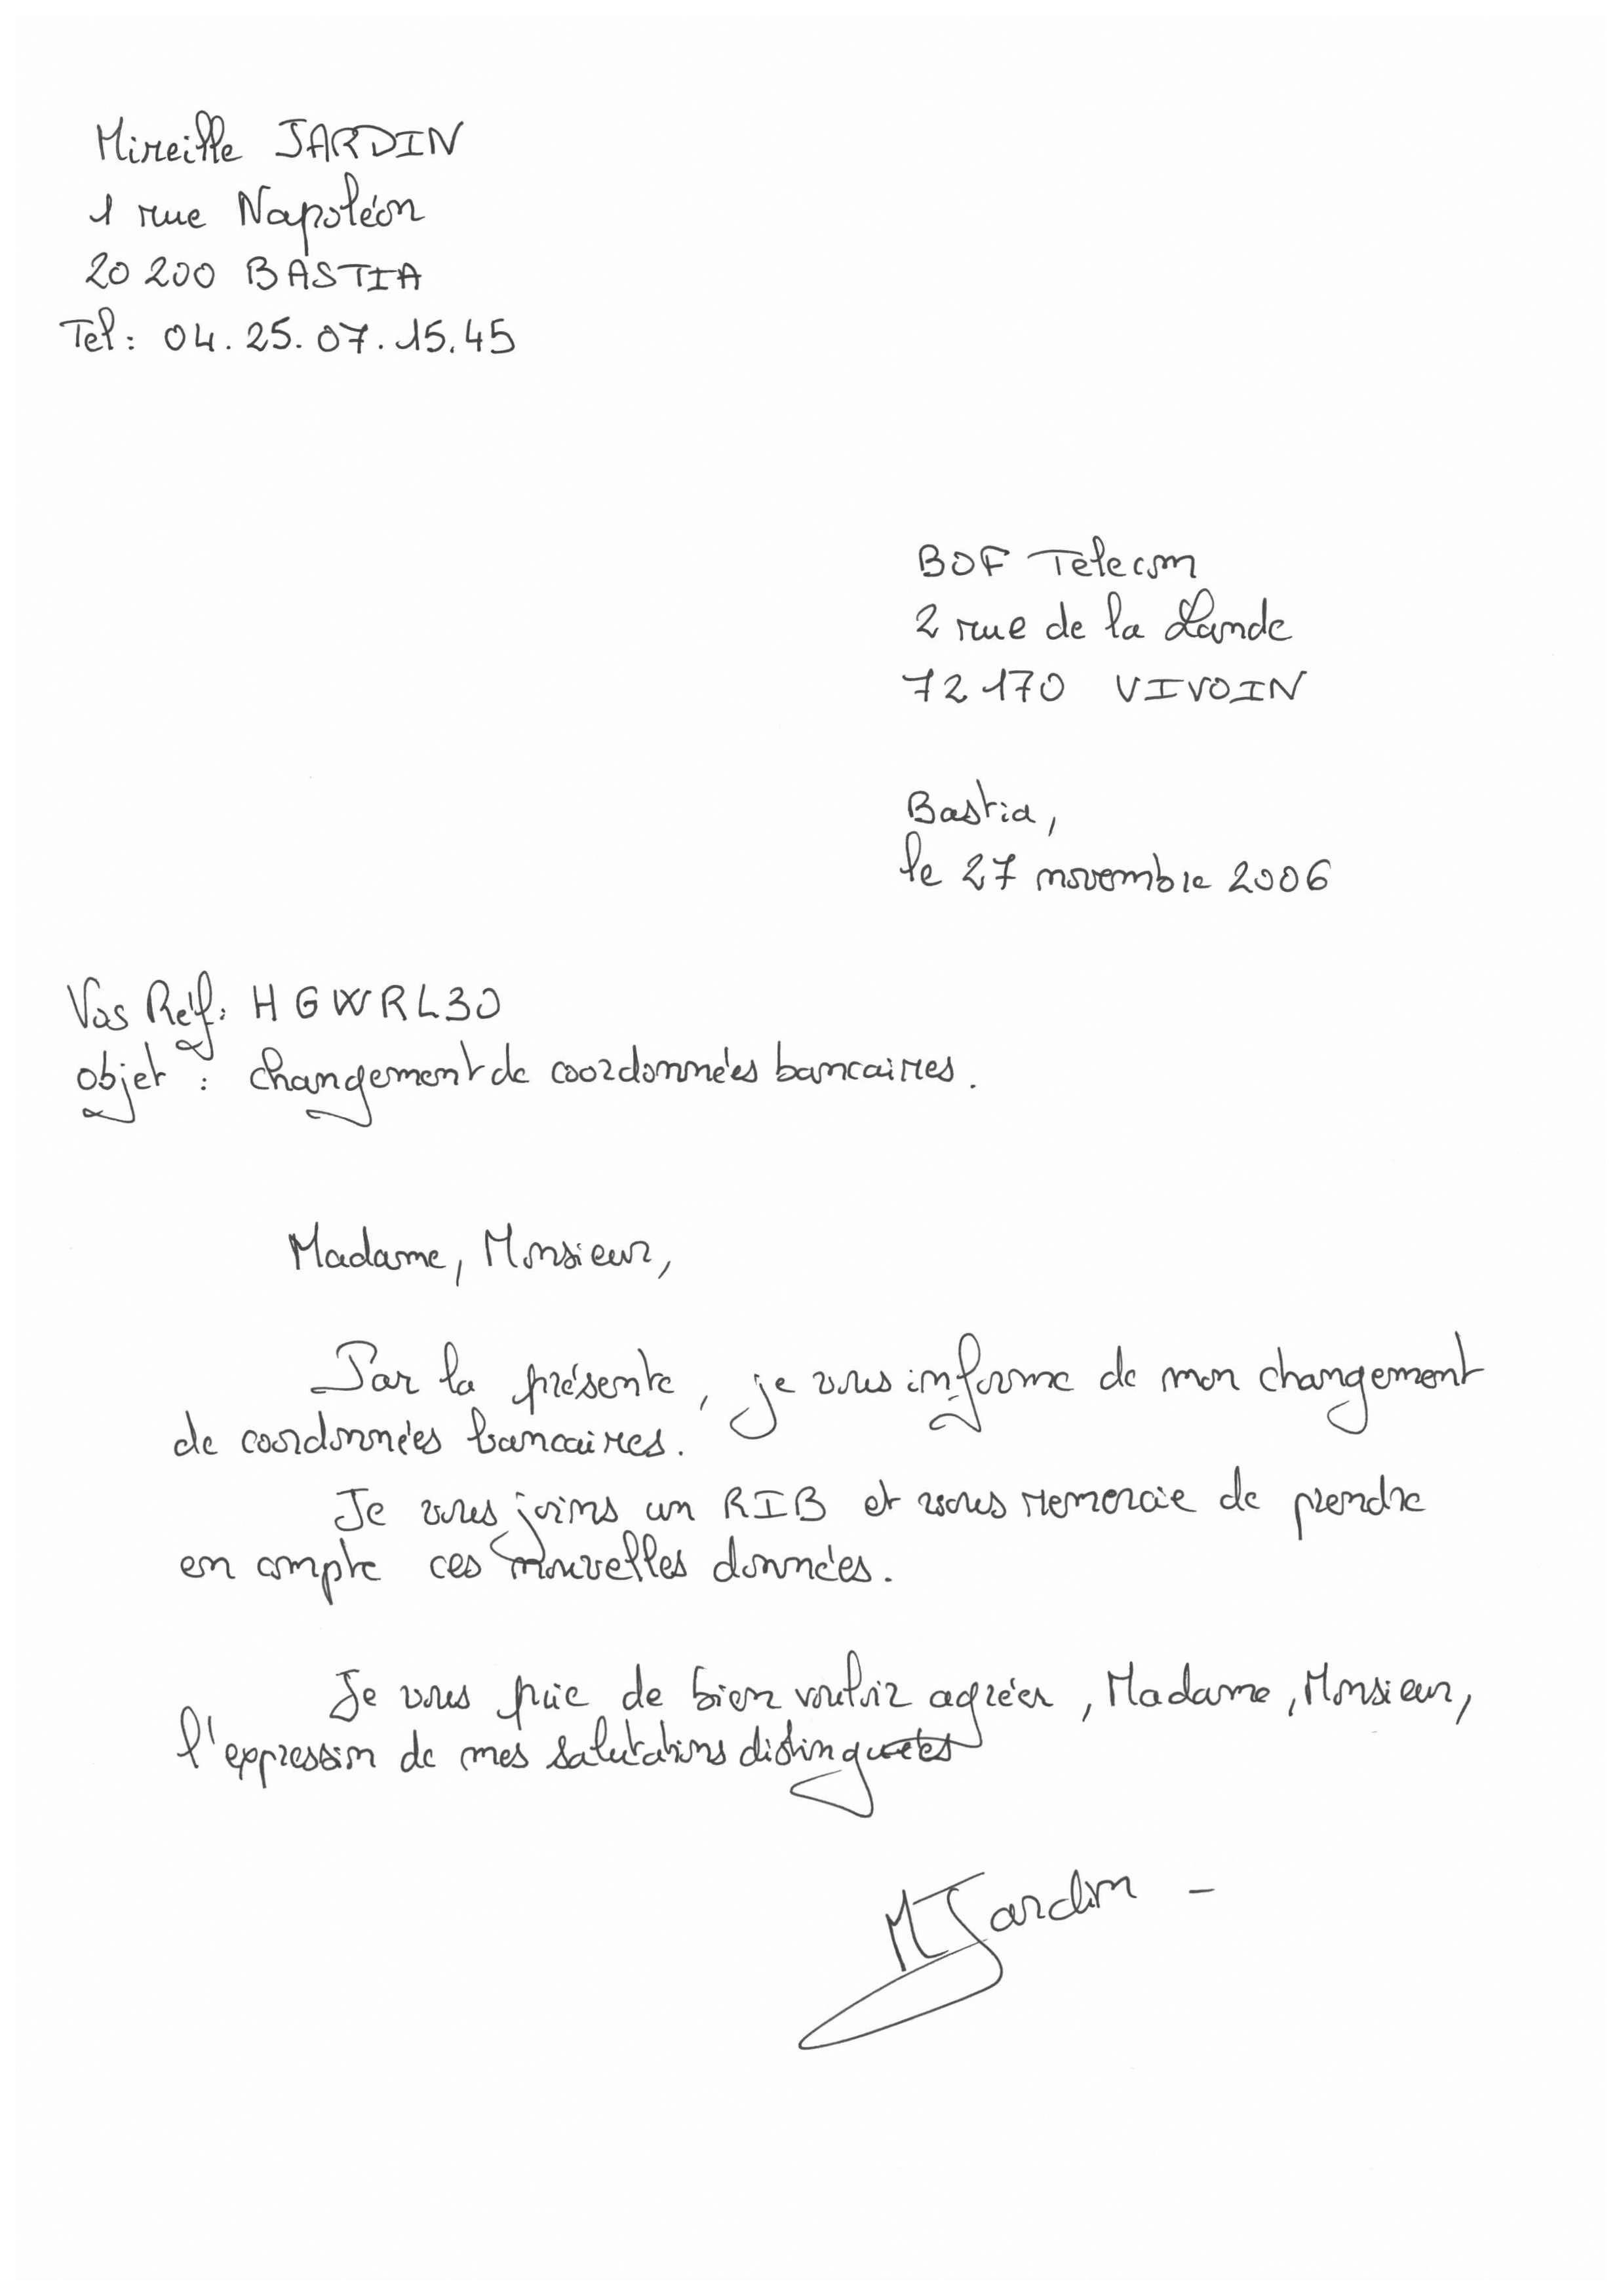 Mireille JARDIN
1 rue Napoléon
20 200 BASTIA
Tel : 04. 25. 07. 15. 45
BOF Telecom
2 rue de la Lande
72 170 VIVOIN
Bastia,
le 27 novembre 2006
Vos Réf : HGWRL30
objet : changement de coordonnées bancaires.
Madame, Monsieur,
Par la présente, je vous informe de mon changement
de coordonnées bancaires.
Je vous joins un RIB et vous remercie de prendre
en compte ces nouvelles données.
Je vous prie de bien vouloir agréer, Madame, Monsieur,
l'expression de mes salutations distinguées
MJardin -